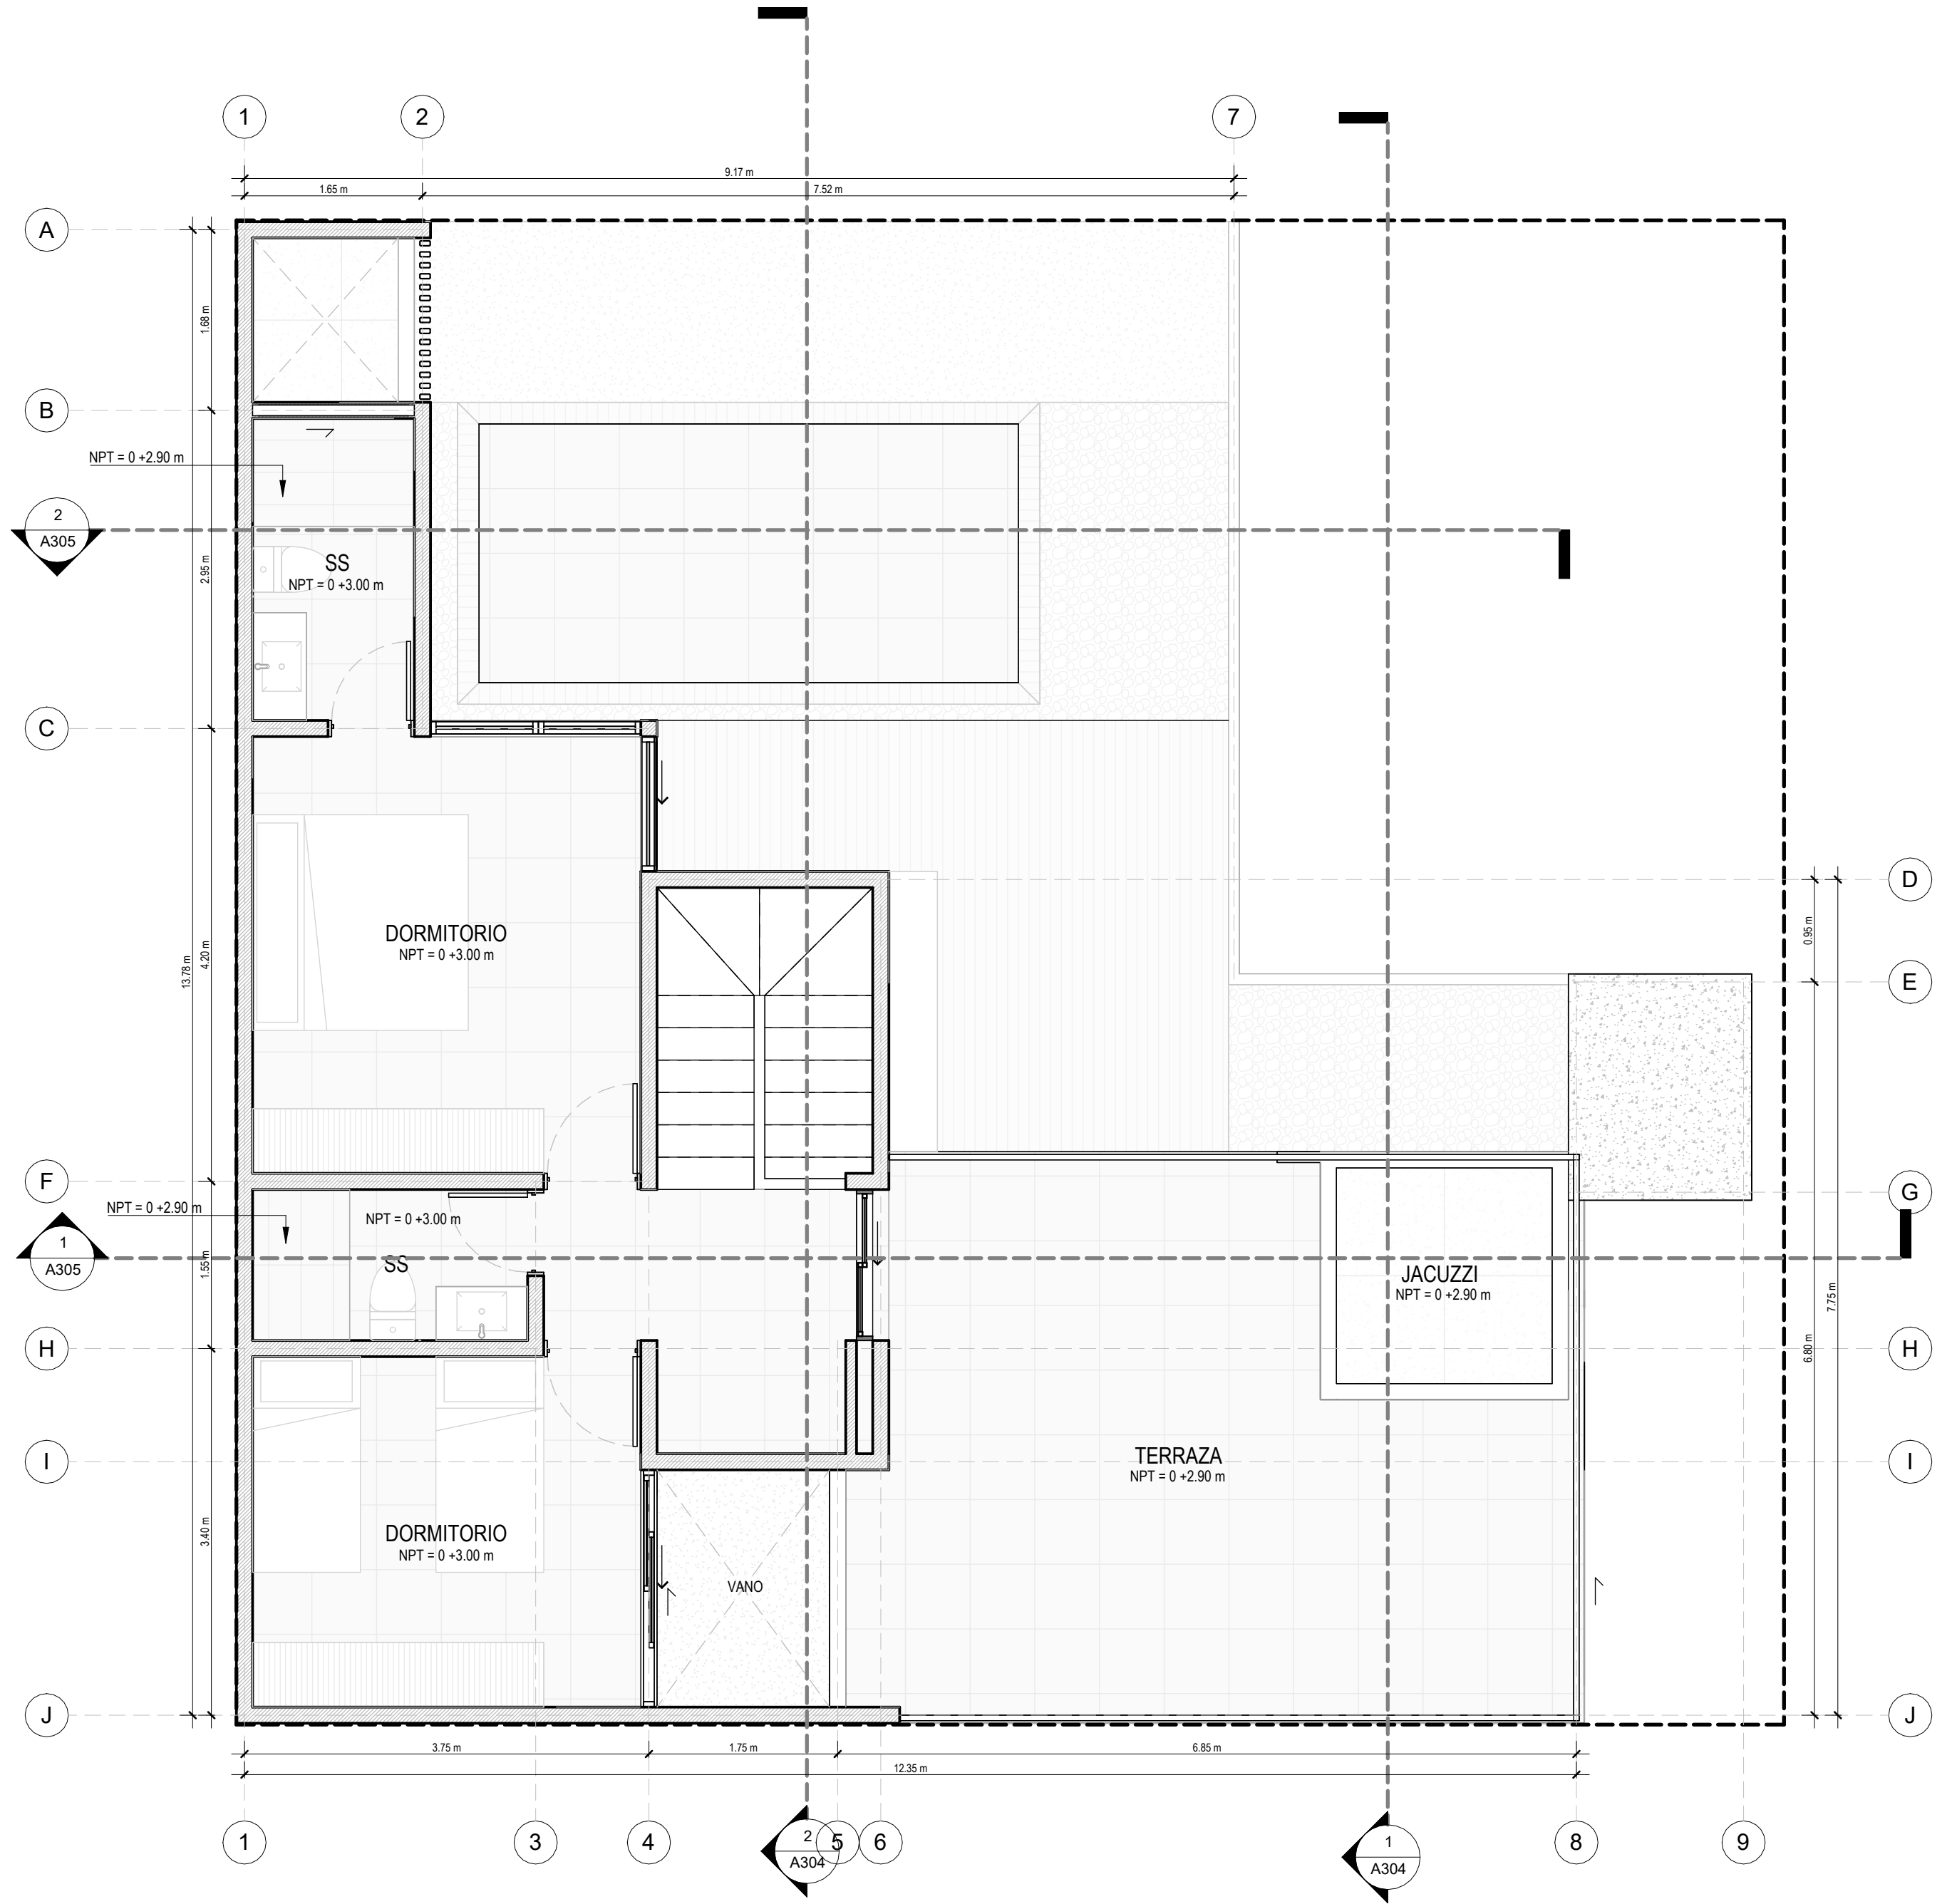 1
2
7
9.17 m
1.65 m
7.52 m
A
1.68 m
B
NPT = 0 +2.90 m
2
A305
SS
NPT = 0 +3.00 m
2.95 m
C
D
DORMITORIO
NPT = 0 +3.00 m
0.95 m
4.20 m
13.78 m
E
F
G
NPT = 0 +2.90 m
NPT = 0 +3.00 m
1
A305
SS
1.55 m
JACUZZI
NPT = 0 +2.90 m
7.75 m
6.80 m
H
H
I
TERRAZA
NPT = 0 +2.90 m
I
DORMITORIO
NPT = 0 +3.00 m
3.40 m
VANO
J
J
3.75 m
1.75 m
6.85 m
12.35 m
1
3
4
2
A304
5
6
1
A304
8
9